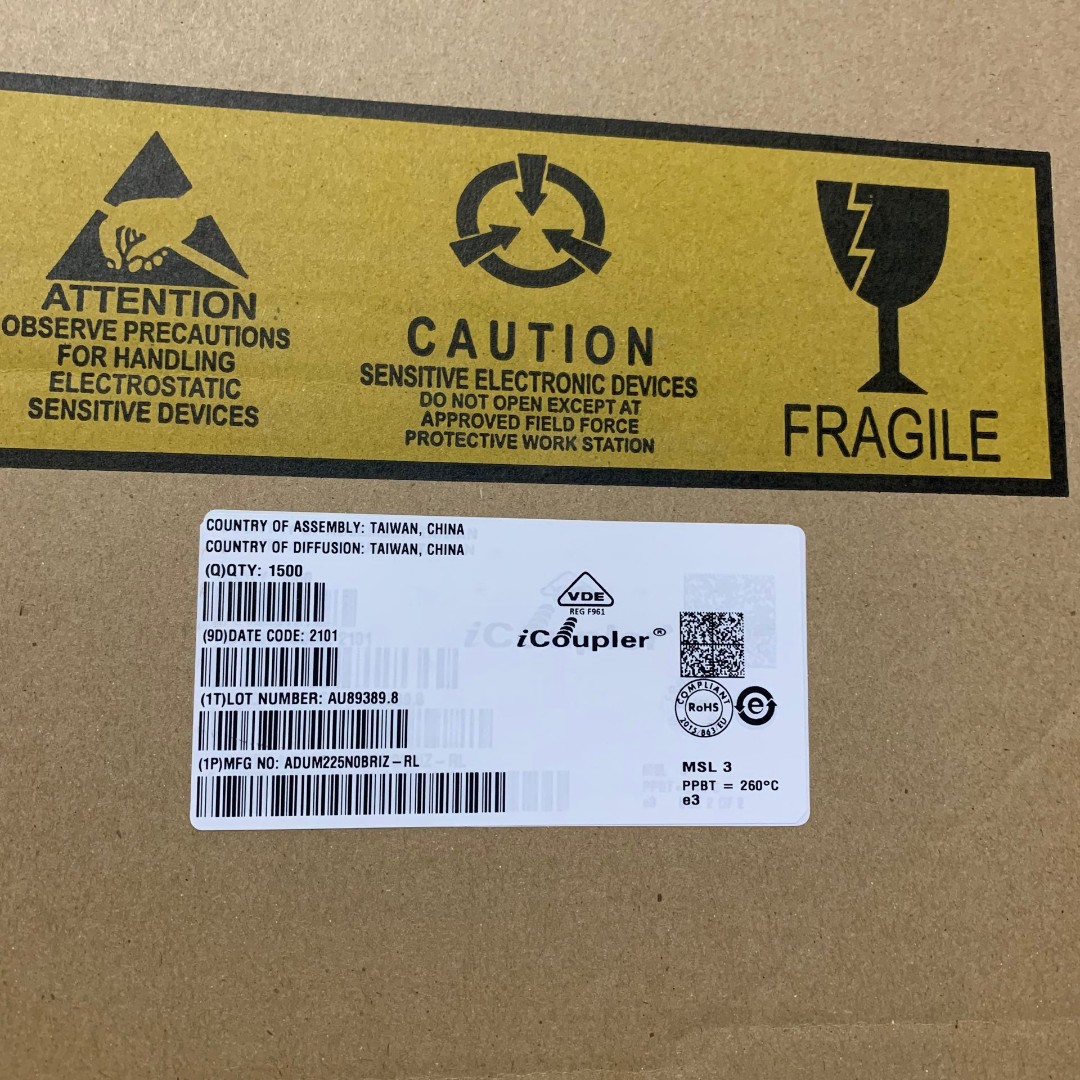 ATTENTION
OBSERVE PRECAUTIONS
FOR HANDLING
ELECTROSTATIC
SENSITIVE DEVICES
CAUTION
SENSITIVE ELECTRONIC DEVICES
DO NOT OPEN EXCEPT AT
APPROVED FIELD FORCE
PROTECTIVE WORK STATION
FRAGILE
COUNTRY OF ASSEMBLY: TAIWAN, CHINA
COUNTRY OF DIFFUSION: TAIWAN, CHINA
(Q)QTY: 1500
(9D)DATE CODE: 2101
(1T)LOT NUMBER: AU89389.8
(1P)MFG NO: ADUM225N0BRIZ-RL
VDE
REG F961
iCoupler®
COMPLIANT
RoHS
2015.863.EU
e
MSL 3
PPBT = 260°C
e3